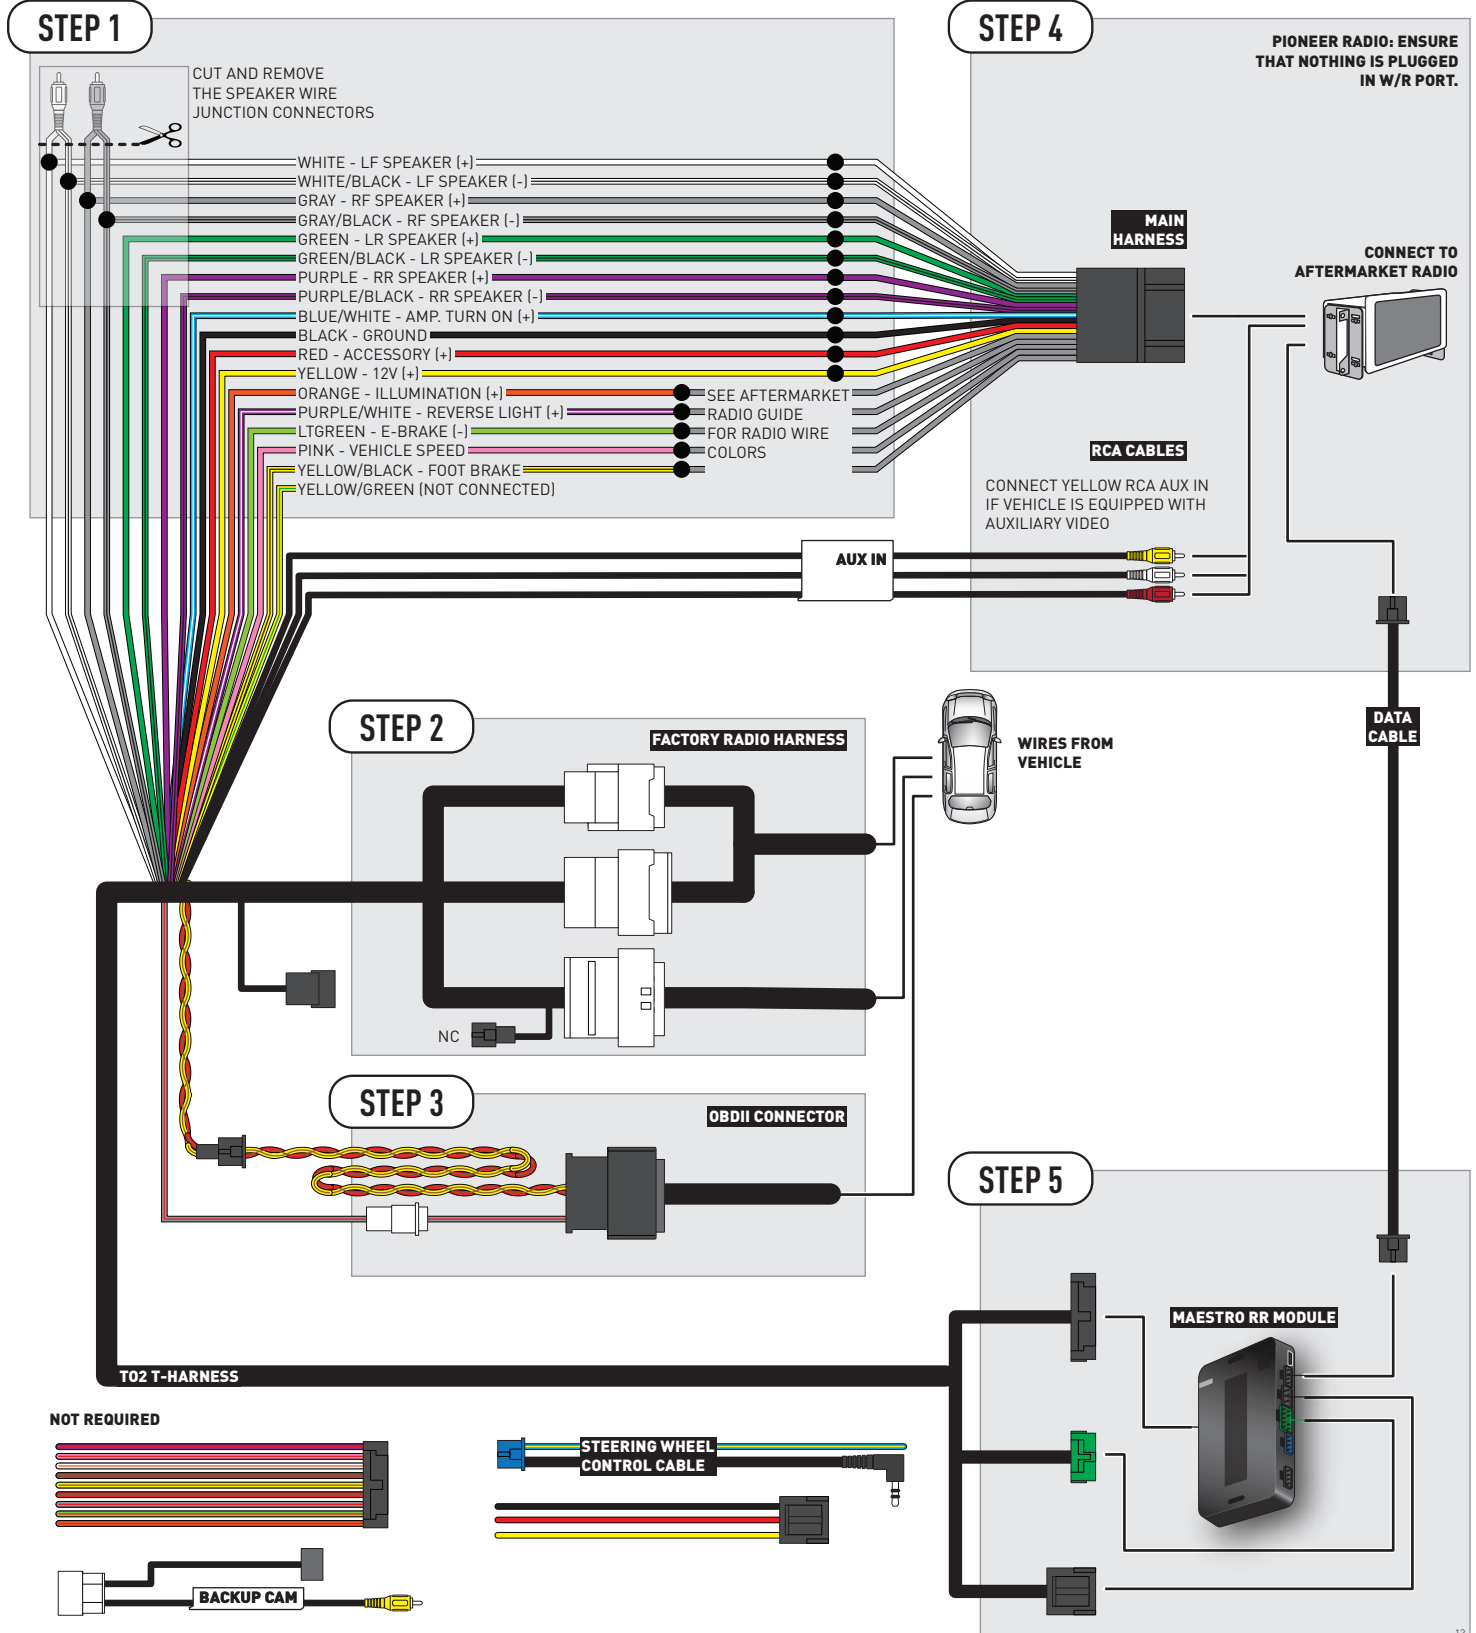 STEP 1
CUT AND REMOVE
THE SPEAKER WIRE
JUNCTION CONNECTORS
WHITE - LF SPEAKER (+)
WHITE/BLACK - LF SPEAKER (-)
GRAY - RF SPEAKER (+)
GRAY/BLACK - RF SPEAKER (-)
GREEN - LR SPEAKER (+)
GREEN/BLACK - LR SPEAKER (-)
PURPLE - RR SPEAKER (+)
PURPLE/BLACK - RR SPEAKER (-)
BLUE/WHITE - AMP. TURN ON (+)
BLACK - GROUND
RED - ACCESSORY (+)
YELLOW - 12V (+)
ORANGE - ILLUMINATION (+)
PURPLE/WHITE - REVERSE LIGHT (+)
LTGREEN - E-BRAKE (-)
PINK - VEHICLE SPEED
YELLOW/BLACK - FOOT BRAKE
YELLOW/GREEN (NOT CONNECTED)
SEE AFTERMARKET
RADIO GUIDE
FOR RADIO WIRE
COLORS
STEP 4
PIONEER RADIO: ENSURE
THAT NOTHING IS PLUGGED
IN W/R PORT.
MAIN
HARNESS
CONNECT TO
AFTERMARKET RADIO
RCA CABLES
CONNECT YELLOW RCA AUX IN
IF VEHICLE IS EQUIPPED WITH
AUXILIARY VIDEO
AUX IN
DATA
CABLE
STEP 2
FACTORY RADIO HARNESS
WIRES FROM
VEHICLE
NC
STEP 3
OBDII CONNECTOR
STEP 5
MAESTRO RR MODULE
TO2 T-HARNESS
NOT REQUIRED
STEERING WHEEL
CONTROL CABLE
BACKUP CAM
12